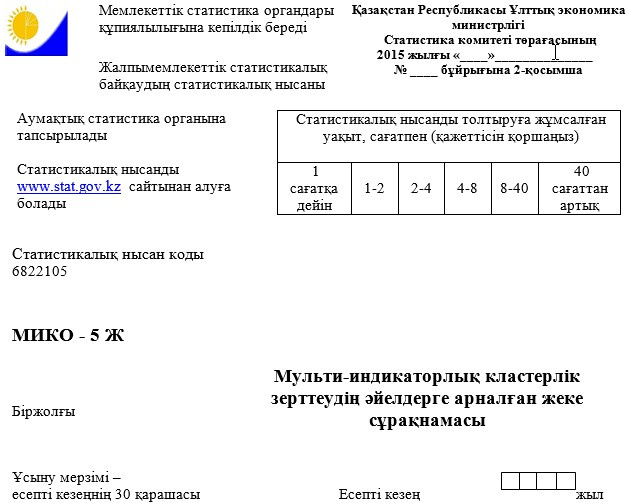 Мемлекеттік статистика органдары
құпиялылығына кепілдік береді
Жалпымемлекеттік статистикалық
байқаудың статистикалық нысаны
Қазақстан Республикасы Ұлттық экономика
министрлігі
Статистика комитеті төрағасының
2015 жылғы «____»______________
№ ____ бұйрығына 2-қосымша
Аумақтық статистика органына
тапсырылады
Статистикалық нысанды
www.stat.gov.kz сайтынан алуға
болады
Статистикалық нысанды толтыруға жұмсалған
уақыт, сағатпен (қажеттісін қоршаңыз)
1
сағатқа
дейін
1-2
2-4
4-8
8-40
40
сағаттан
артық
Статистикалық нысан коды
6822105
МИКО - 5 Ж
Мульти-индикаторлық кластерлік
зерттеудің әйелдерге арналған жеке
сұрақнамасы
Біржолғы
Ұсыну мерзімі –
есепті кезеңнің 30 қарашасы
Есепті кезең
жыл